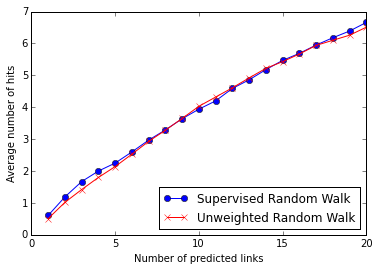 7
6
5
4
3
2
1
0
Average number of hits
Supervised Random Walk
Unweighted Random Walk
0 5 10 15 20
Number of predicted links